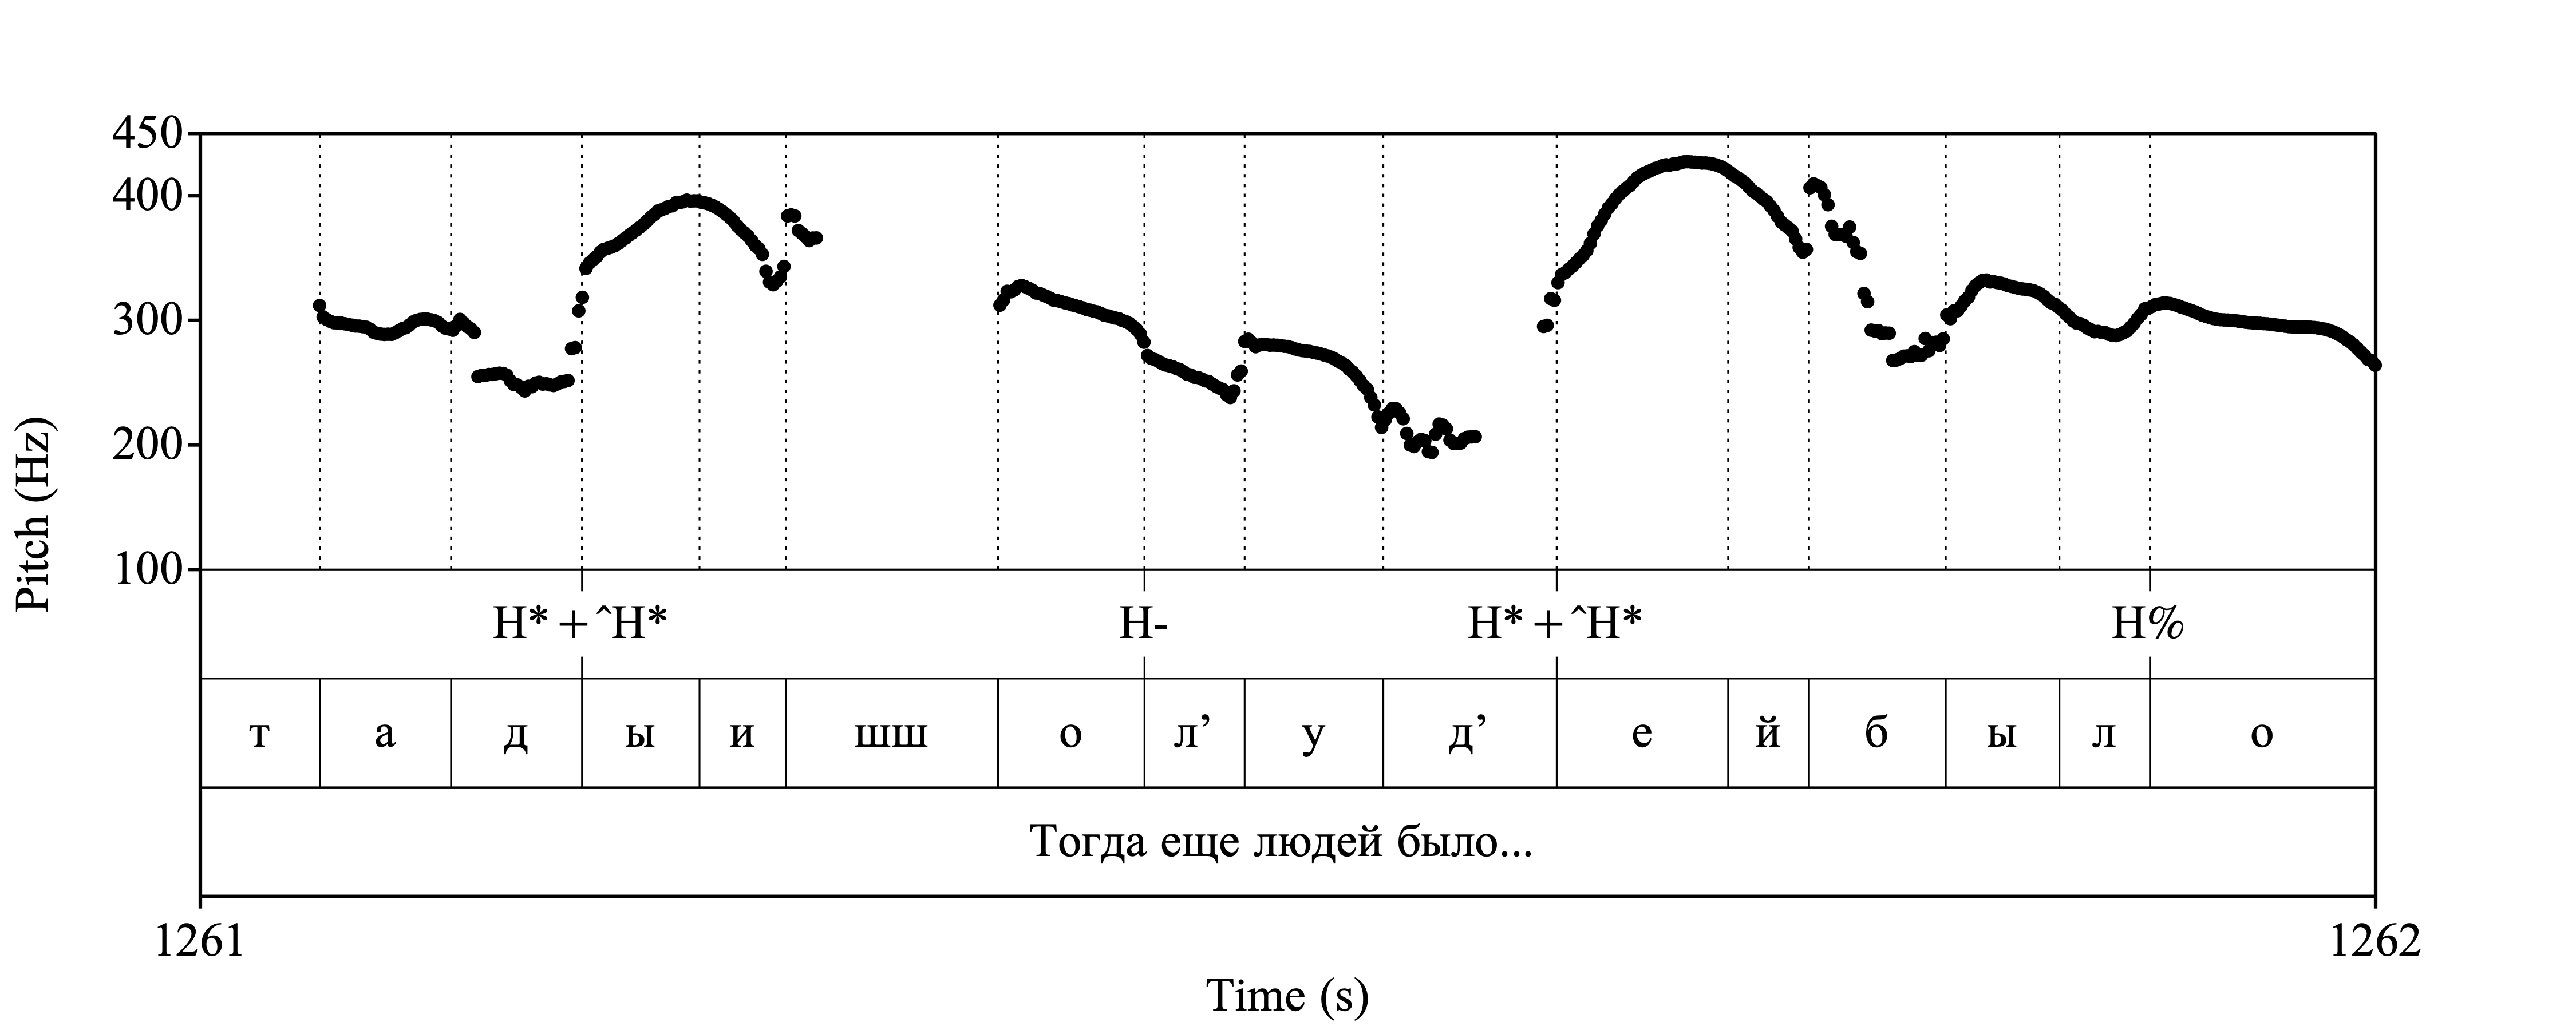 450
400
300
200
100
Pitch (Hz)
H* + ^H* H- H* + ^H* H%
т а д ы и шш о л’ у д’ е й б ы л о
Тогда еще людей было...
1261 1262
Time (s)